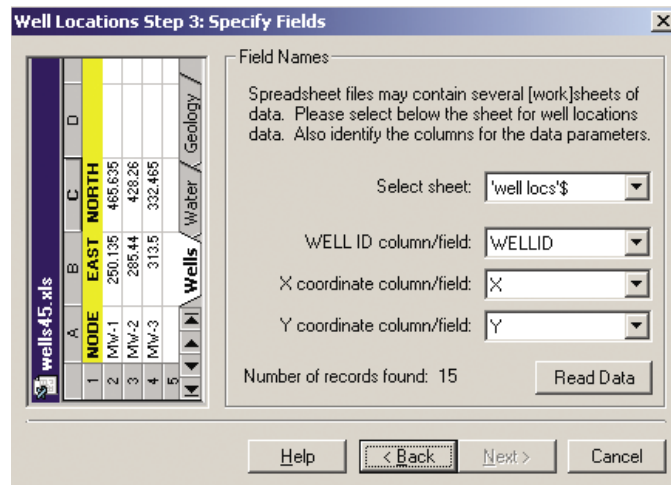 Well Locations Step 3: Specify Fields
wells45.xls
A B C D
1 NODE EAST NORTH
2 MW-1 250.135 465.635
3 MW-2 285.44 428.26
4 MW-3 313.5 332.465
5
Wells Water Geology
Field Names
Spreadsheet files may contain several [work]sheets of
data. Please select below the sheet for well locations
data. Also identify the columns for the data parameters.
Select sheet: 'well locs'$
WELL ID column/field: WELLID
X coordinate column/field: X
Y coordinate column/field: Y
Number of records found: 15 Read Data
Help < Back Next > Cancel